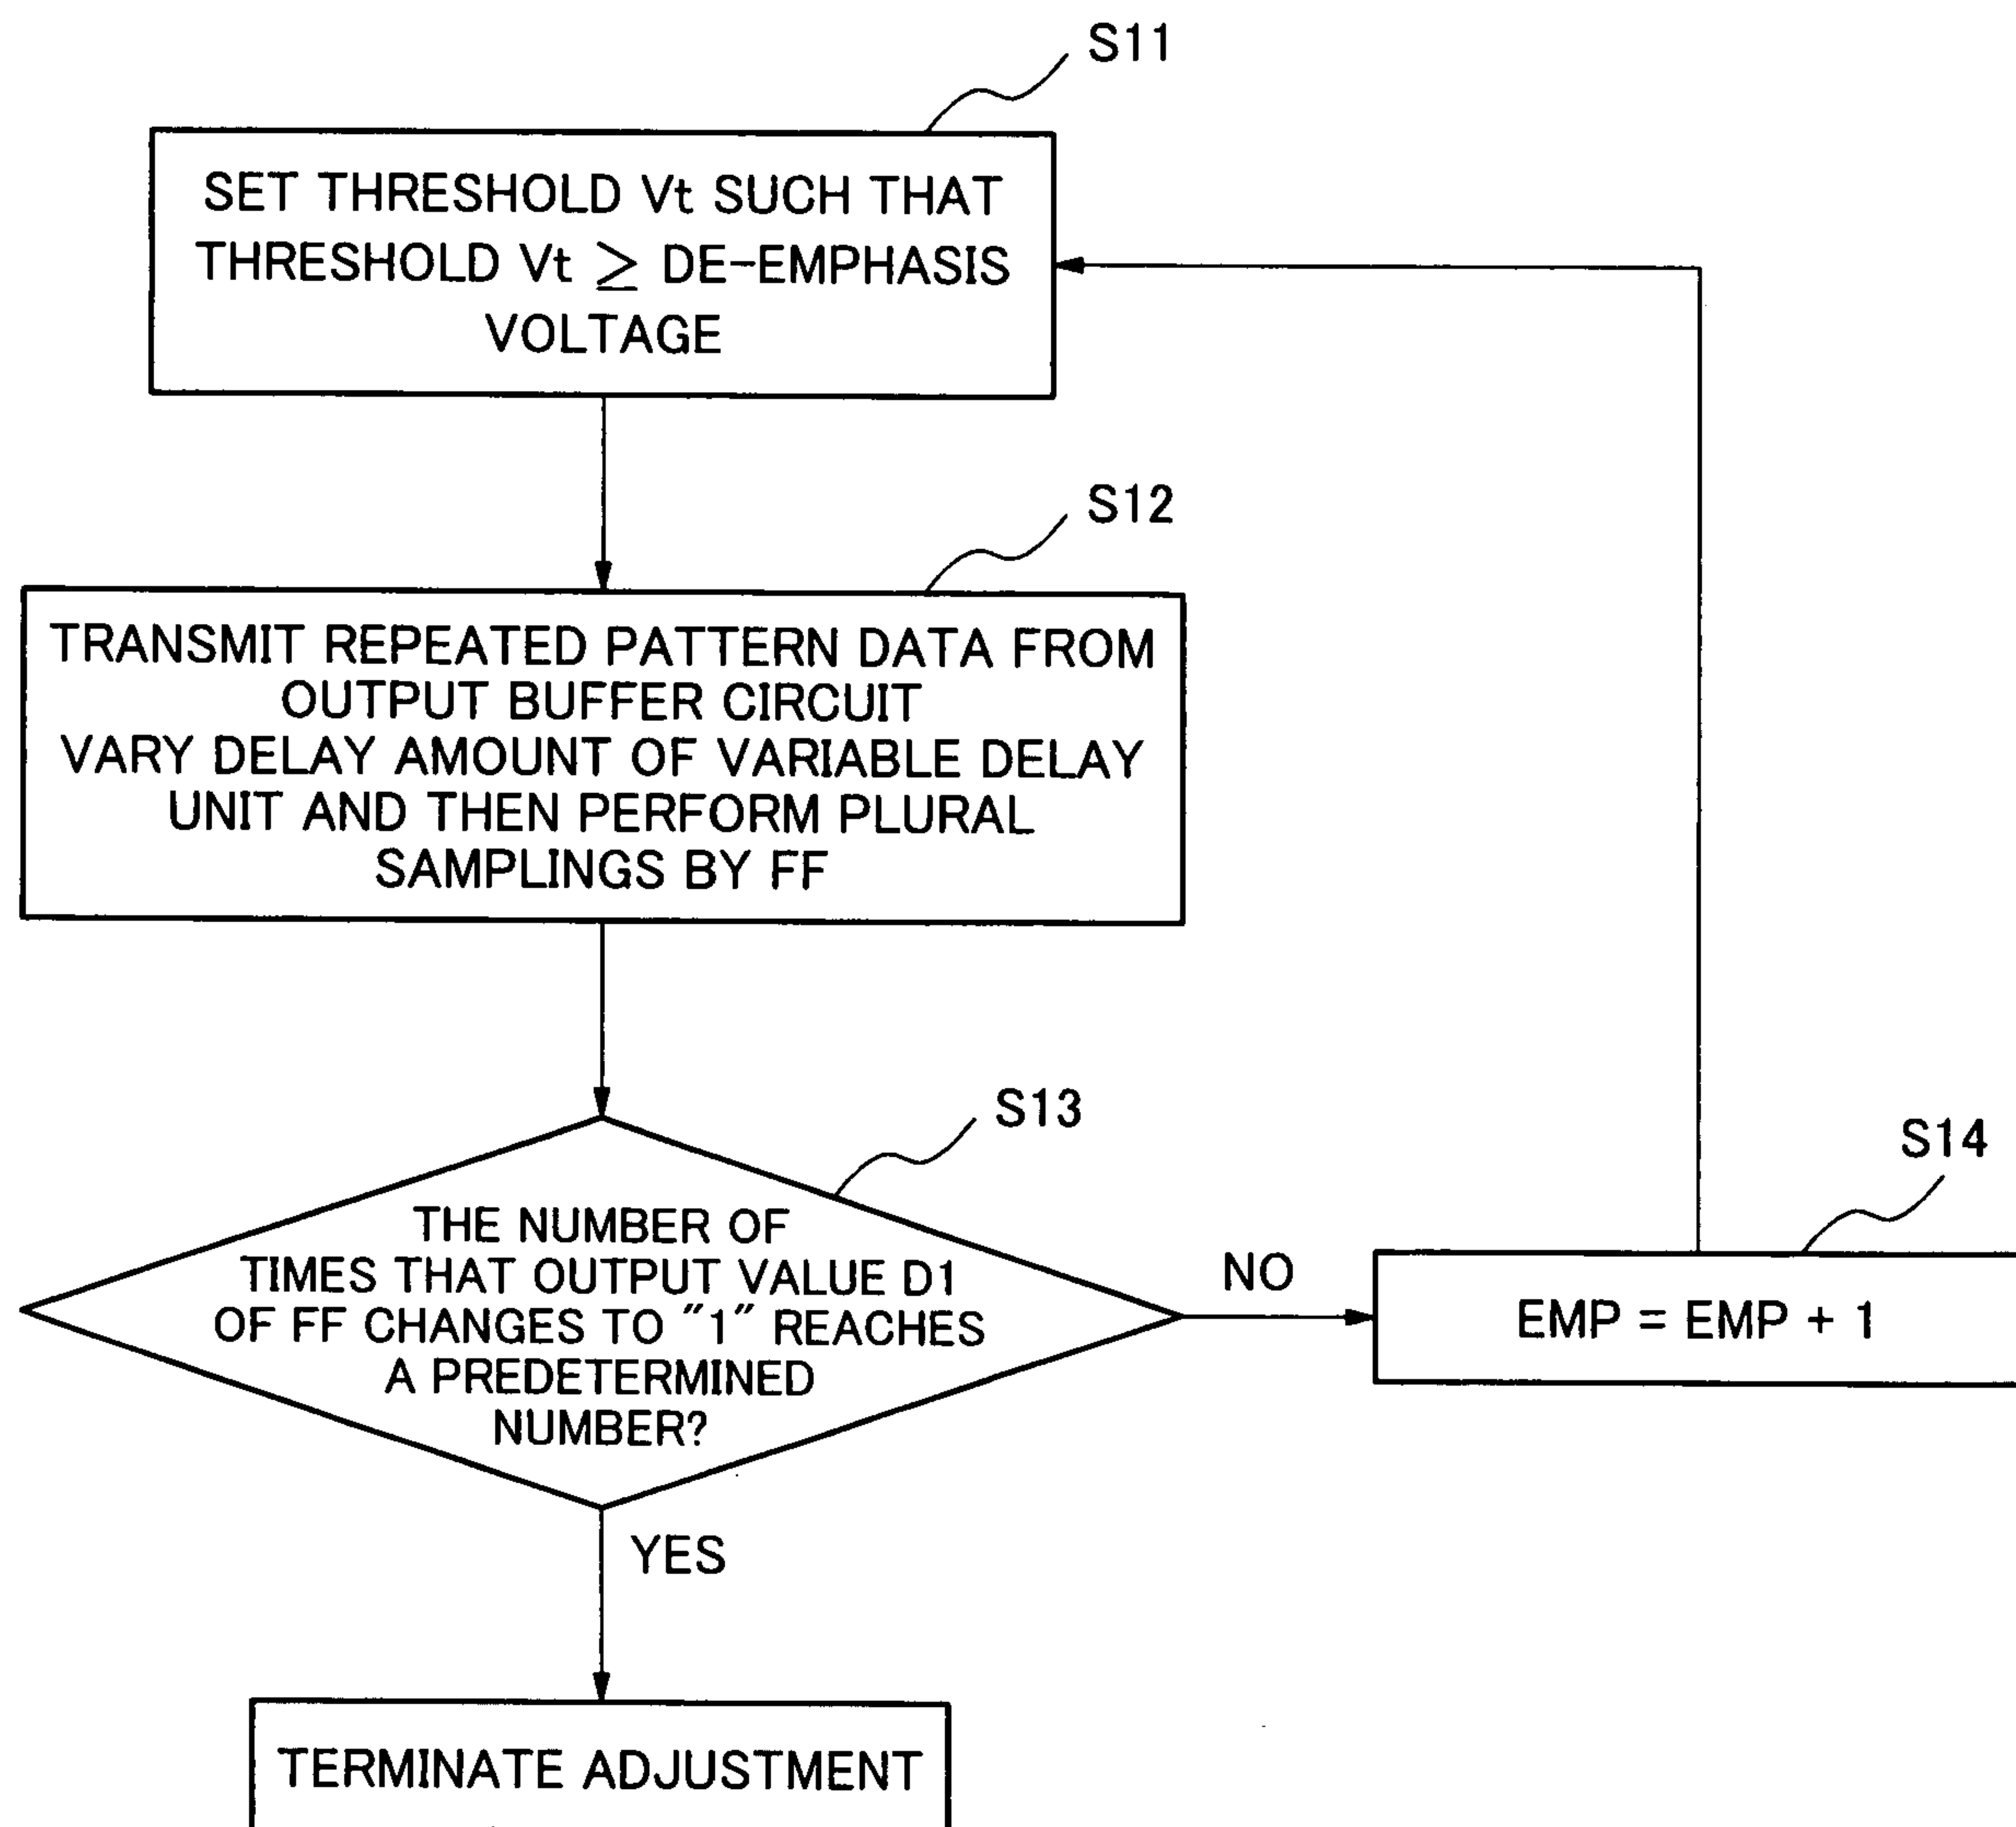 S11
SET THRESHOLD Vt SUCH THAT
THRESHOLD Vt ≥ DE-EMPHASIS
VOLTAGE
S12
TRANSMIT REPEATED PATTERN DATA FROM
OUTPUT BUFFER CIRCUIT
VARY DELAY AMOUNT OF VARIABLE DELAY
UNIT AND THEN PERFORM PLURAL
SAMPLINGS BY FF
S13
THE NUMBER OF
TIMES THAT OUTPUT VALUE D1
OF FF CHANGES TO "1" REACHES
A PREDETERMINED
NUMBER?
NO
S14
EMP = EMP + 1
YES
TERMINATE ADJUSTMENT